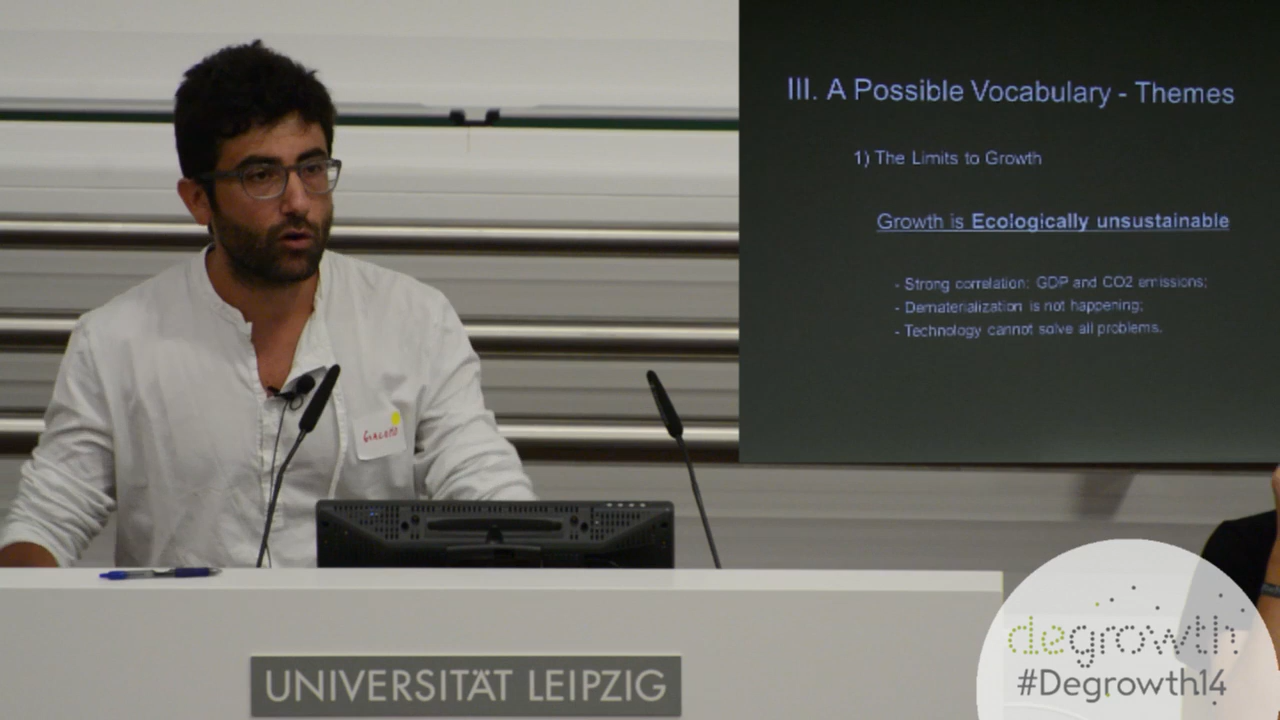 III. A Possible Vocabulary - Themes
1) The Limits to Growth
Growth is Ecologically unsustainable
- Strong correlation: GDP and CO2 emissions;
- Dematerialization is not happening;
- Technology cannot solve all problems.
GIACOMO
UNIVERSITÄT LEIPZIG
degrowth
#Degrowth14